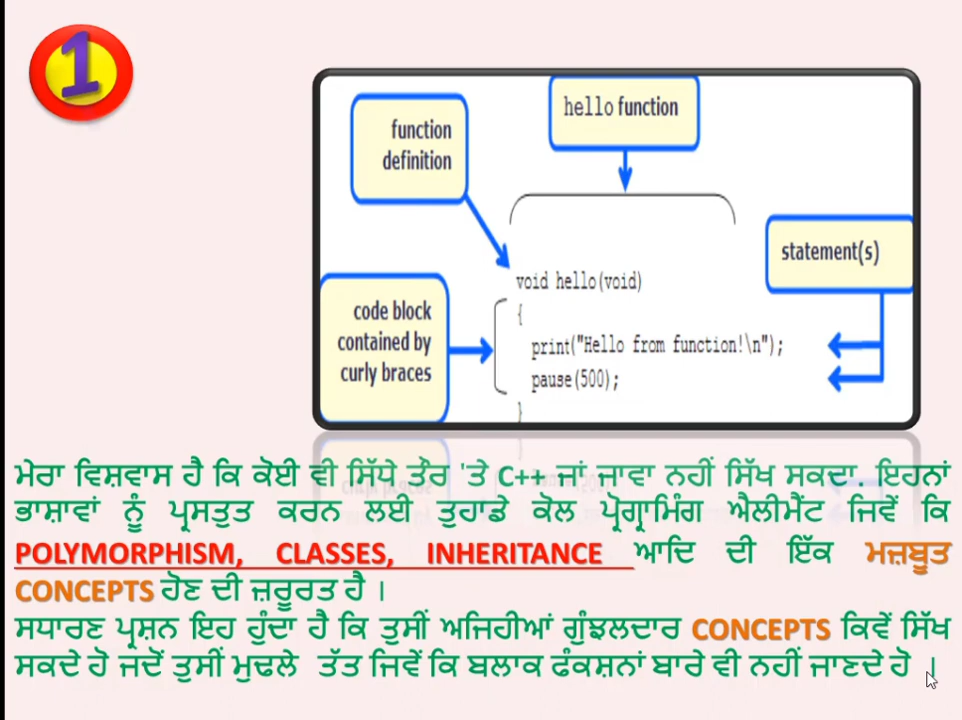 1
hello function
function
definition
statement(s)
void hello(void)
{
code block
contained by
curly braces
print("Hello from function!\n");
pause(500);
}
ਮੇਰਾ ਵਿਸ਼ਵਾਸ ਹੈ ਕਿ ਕੋਈ ਵੀ ਸਿੱਧੇ ਤੌਰ 'ਤੇ C++ ਜਾਂ ਜਾਵਾ ਨਹੀਂ ਸਿੱਖ ਸਕਦਾ. ਇਹਨਾਂ
ਭਾਸ਼ਾਵਾਂ ਨੂੰ ਪ੍ਰਸਤੁਤ ਕਰਨ ਲਈ ਤੁਹਾਡੇ ਕੋਲ ਪ੍ਰੋਗ੍ਰਾਮਿੰਗ ਐਲੀਮੈਂਟ ਜਿਵੇਂ ਕਿ
POLYMORPHISM, CLASSES, INHERITANCE ਆਦਿ ਦੀ ਇੱਕ ਮਜ਼ਬੂਤ
CONCEPTS ਹੋਣ ਦੀ ਜ਼ਰੂਰਤ ਹੈ ।
ਸਧਾਰਣ ਪ੍ਰਸ਼ਨ ਇਹ ਹੁੰਦਾ ਹੈ ਕਿ ਤੁਸੀਂ ਅਜਿਹੀਆਂ ਗੁੰਝਲਦਾਰ CONCEPTS ਕਿਵੇਂ ਸਿੱਖ
ਸਕਦੇ ਹੋ ਜਦੋਂ ਤੁਸੀਂ ਮੁਢਲੇ ਤੱਤ ਜਿਵੇਂ ਕਿ ਬਲਾਕ ਫੰਕਸ਼ਨਾਂ ਬਾਰੇ ਵੀ ਨਹੀਂ ਜਾਣਦੇ ਹੋ ।